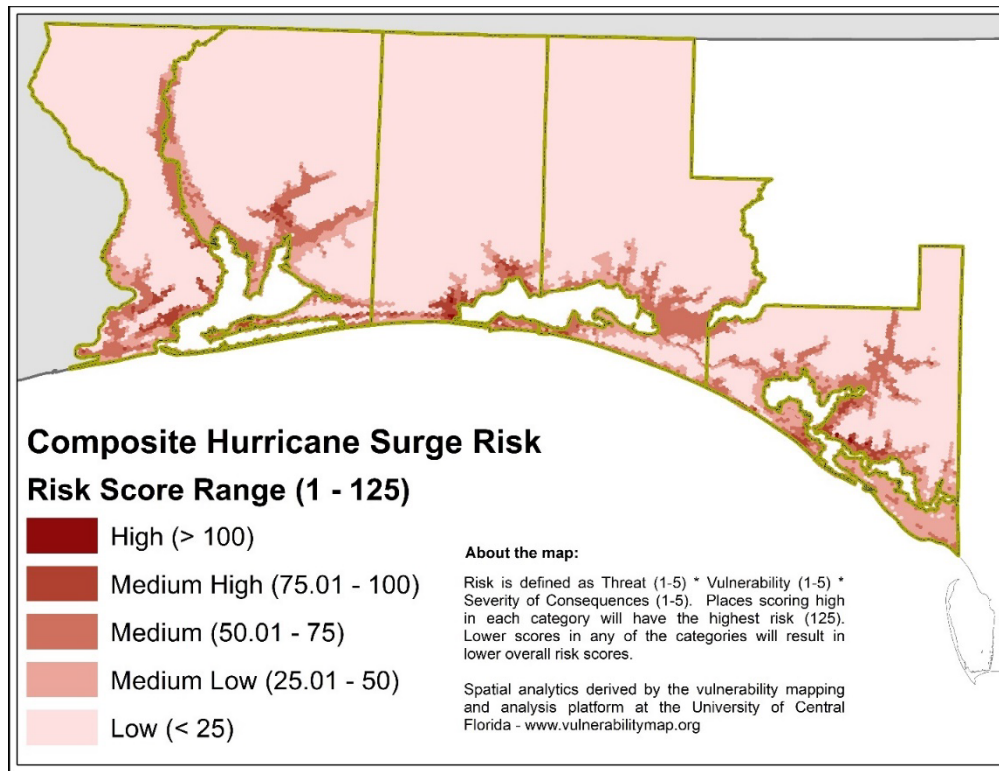 Composite Hurricane Surge Risk
Risk Score Range (1 - 125)
High (> 100)
Medium High (75.01 - 100)
Medium (50.01 - 75)
Medium Low (25.01 - 50)
Low (< 25)
About the map:
Risk is defined as Threat (1-5) * Vulnerability (1-5) *
Severity of Consequences (1-5). Places scoring high
in each category will have the highest risk (125).
Lower scores in any of the categories will result in
lower overall risk scores.
Spatial analytics derived by the vulnerability mapping
and analysis platform at the University of Central
Florida - www.vulnerabilitymap.org